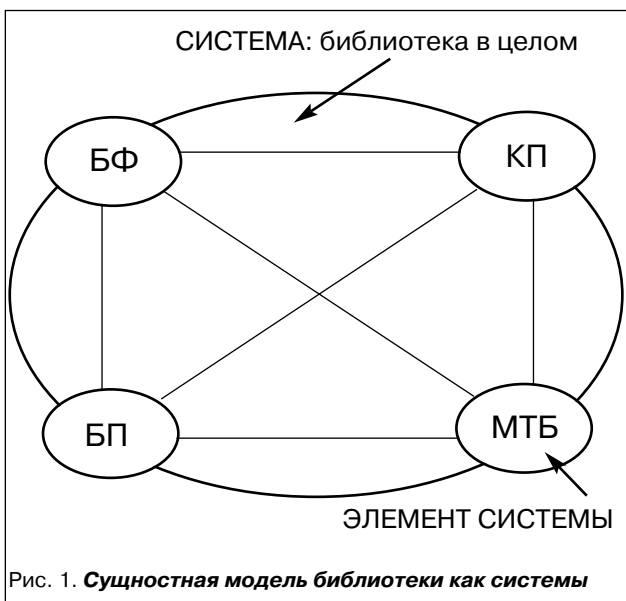 СИСТЕМА: библиотека в целом
БФ
КП
БП
МТБ
ЭЛЕМЕНТ СИСТЕМЫ
Рис. 1. Сущностная модель библиотеки как системы